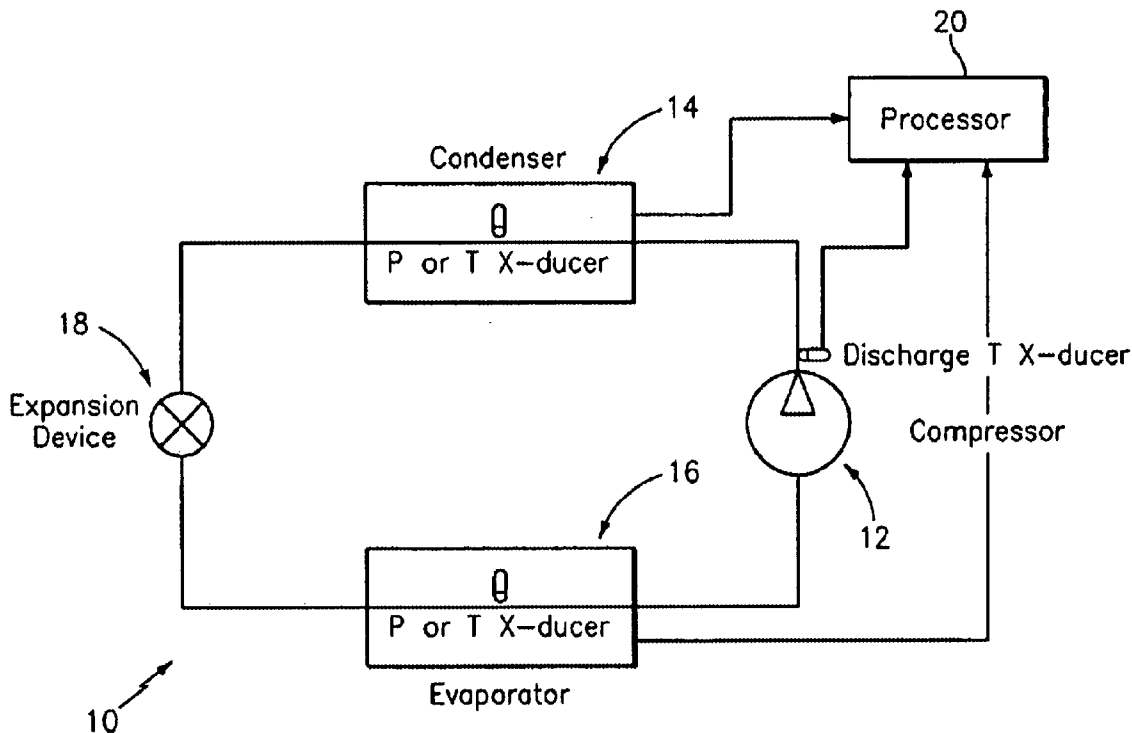 20
Processor
14
Condenser
P or T X-ducer
18
Expansion
Device
Discharge T X-ducer
Compressor
16
12
P or T X-ducer
Evaporator
10